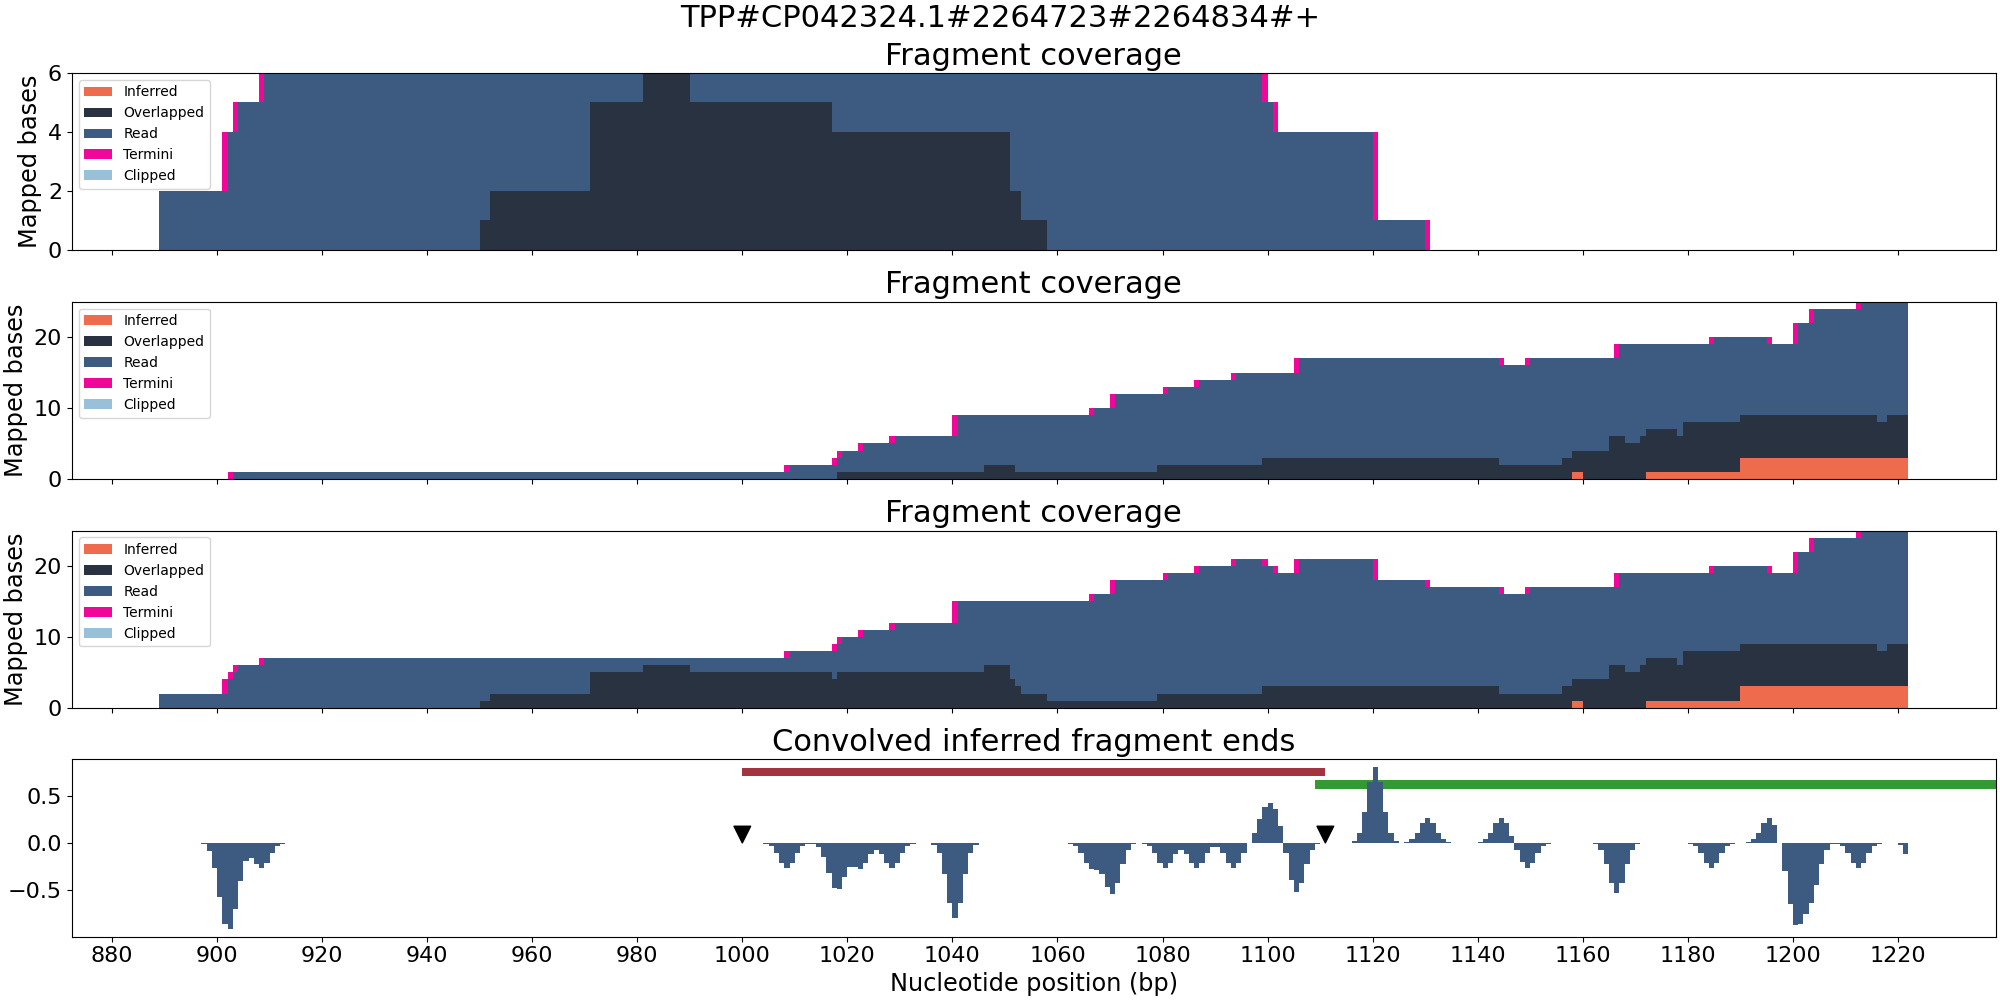 TPP#CP042324.1#2264723#2264834#+
Fragment coverage
Mapped bases
6
4
2
0
Inferred
Overlapped
Read
Termini
Clipped
Fragment coverage
Mapped bases
20
10
0
Inferred
Overlapped
Read
Termini
Clipped
Fragment coverage
Mapped bases
20
10
0
Inferred
Overlapped
Read
Termini
Clipped
Convolved inferred fragment ends
0.5
0.0
−0.5
880 900 920 940 960 980 1000 1020 1040 1060 1080 1100 1120 1140 1160 1180 1200 1220
Nucleotide position (bp)